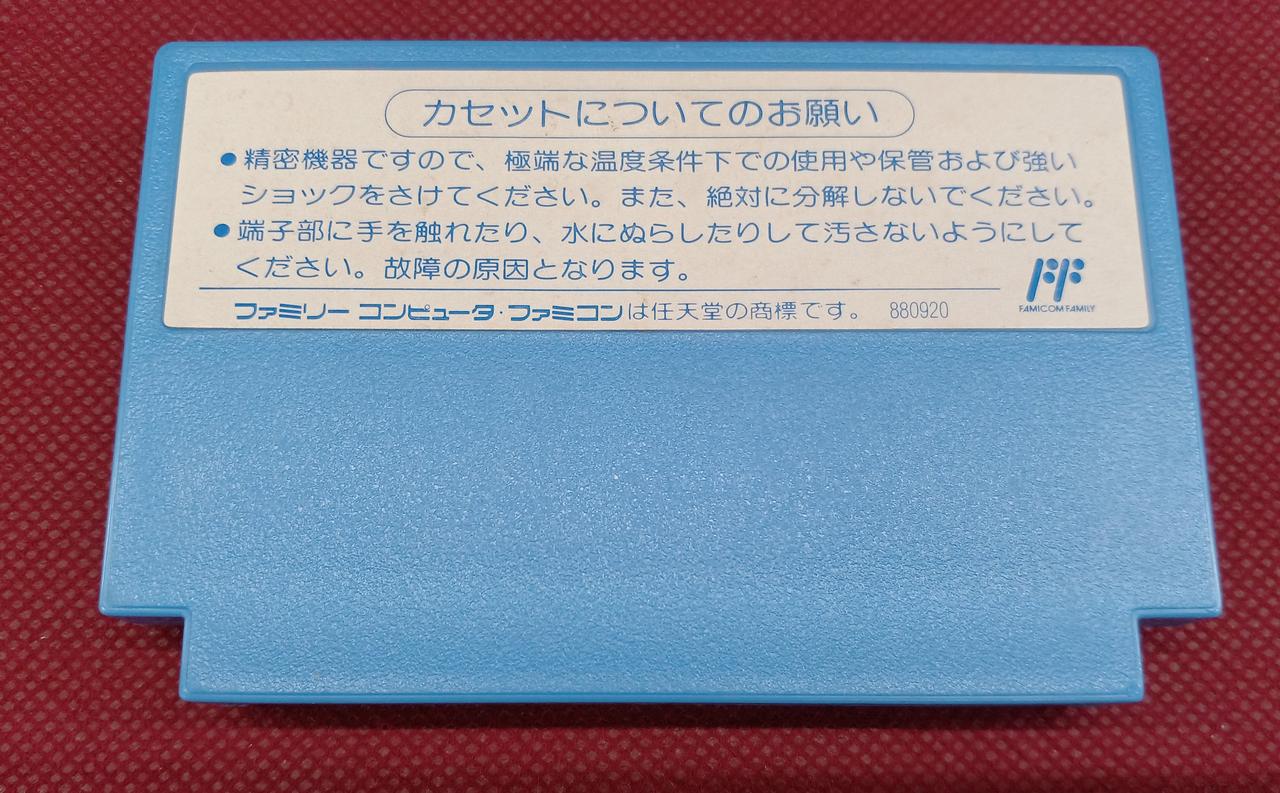 カセットについてのお願い
●精密機器ですので、極端な温度条件下での使用や保管および強い
ショックをさけてください。また、絶対に分解しないでください。
●端子部に手を触れたり、水にぬらしたりして汚さないようにして
ください。故障の原因となります。
ファミリー コンピュータ・ファミコンは任天堂の商標です。 880920
FAMICOM FAMILY